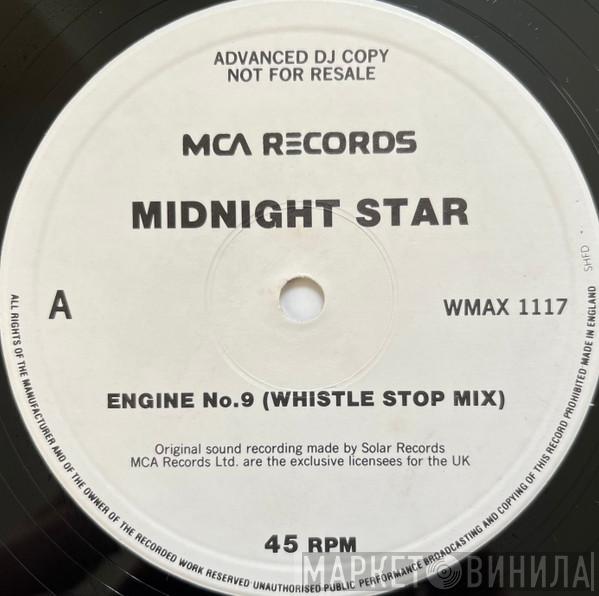 ADVANCED DJ COPY
NOT FOR RESALE
MCA RECORDS
MIDNIGHT STAR
A
WMAX 1117
SHFD
ENGINE No.9 (WHISTLE STOP MIX)
Original sound recording made by Solar Records
MCA Records Ltd. are the exclusive licensees for the UK
45 RPM
ALL RIGHTS OF THE MANUFACTURER AND OF THE OWNER OF THE RECORDED WORK RESERVED UNAUTHORISED PUBLIC PERFORMANCE BROADCASTING AND COPYING OF THIS RECORD PROHIBITED MADE IN ENGLAND
МАРКЕТ ВИНИЛА